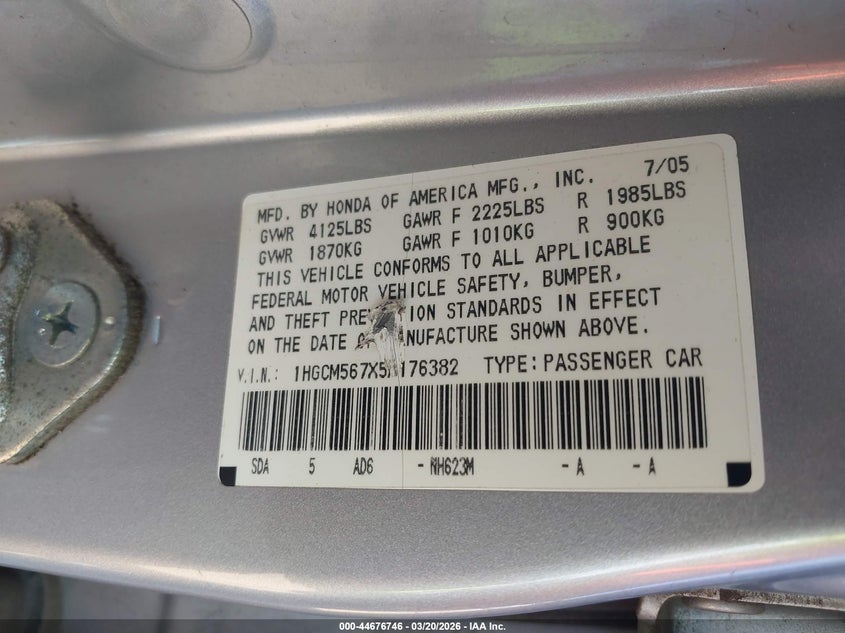 MFD. BY HONDA OF AMERICA MFG., INC. 7/05
GVWR 4125LBS GAWR F 2225LBS R 1985LBS
GVWR 1870KG GAWR F 1010KG R 900KG
THIS VEHICLE CONFORMS TO ALL APPLICABLE
FEDERAL MOTOR VEHICLE SAFETY, BUMPER,
AND THEFT STANDARDS IN EFFECT
ON THE DATE SHOWN ABOVE.
V.I.N.: TYPE:PASSENGER CAR
SDA 5 AD6 -NH623M -A -A
000-44676746 - 03/20/2026 - IAA Inc.